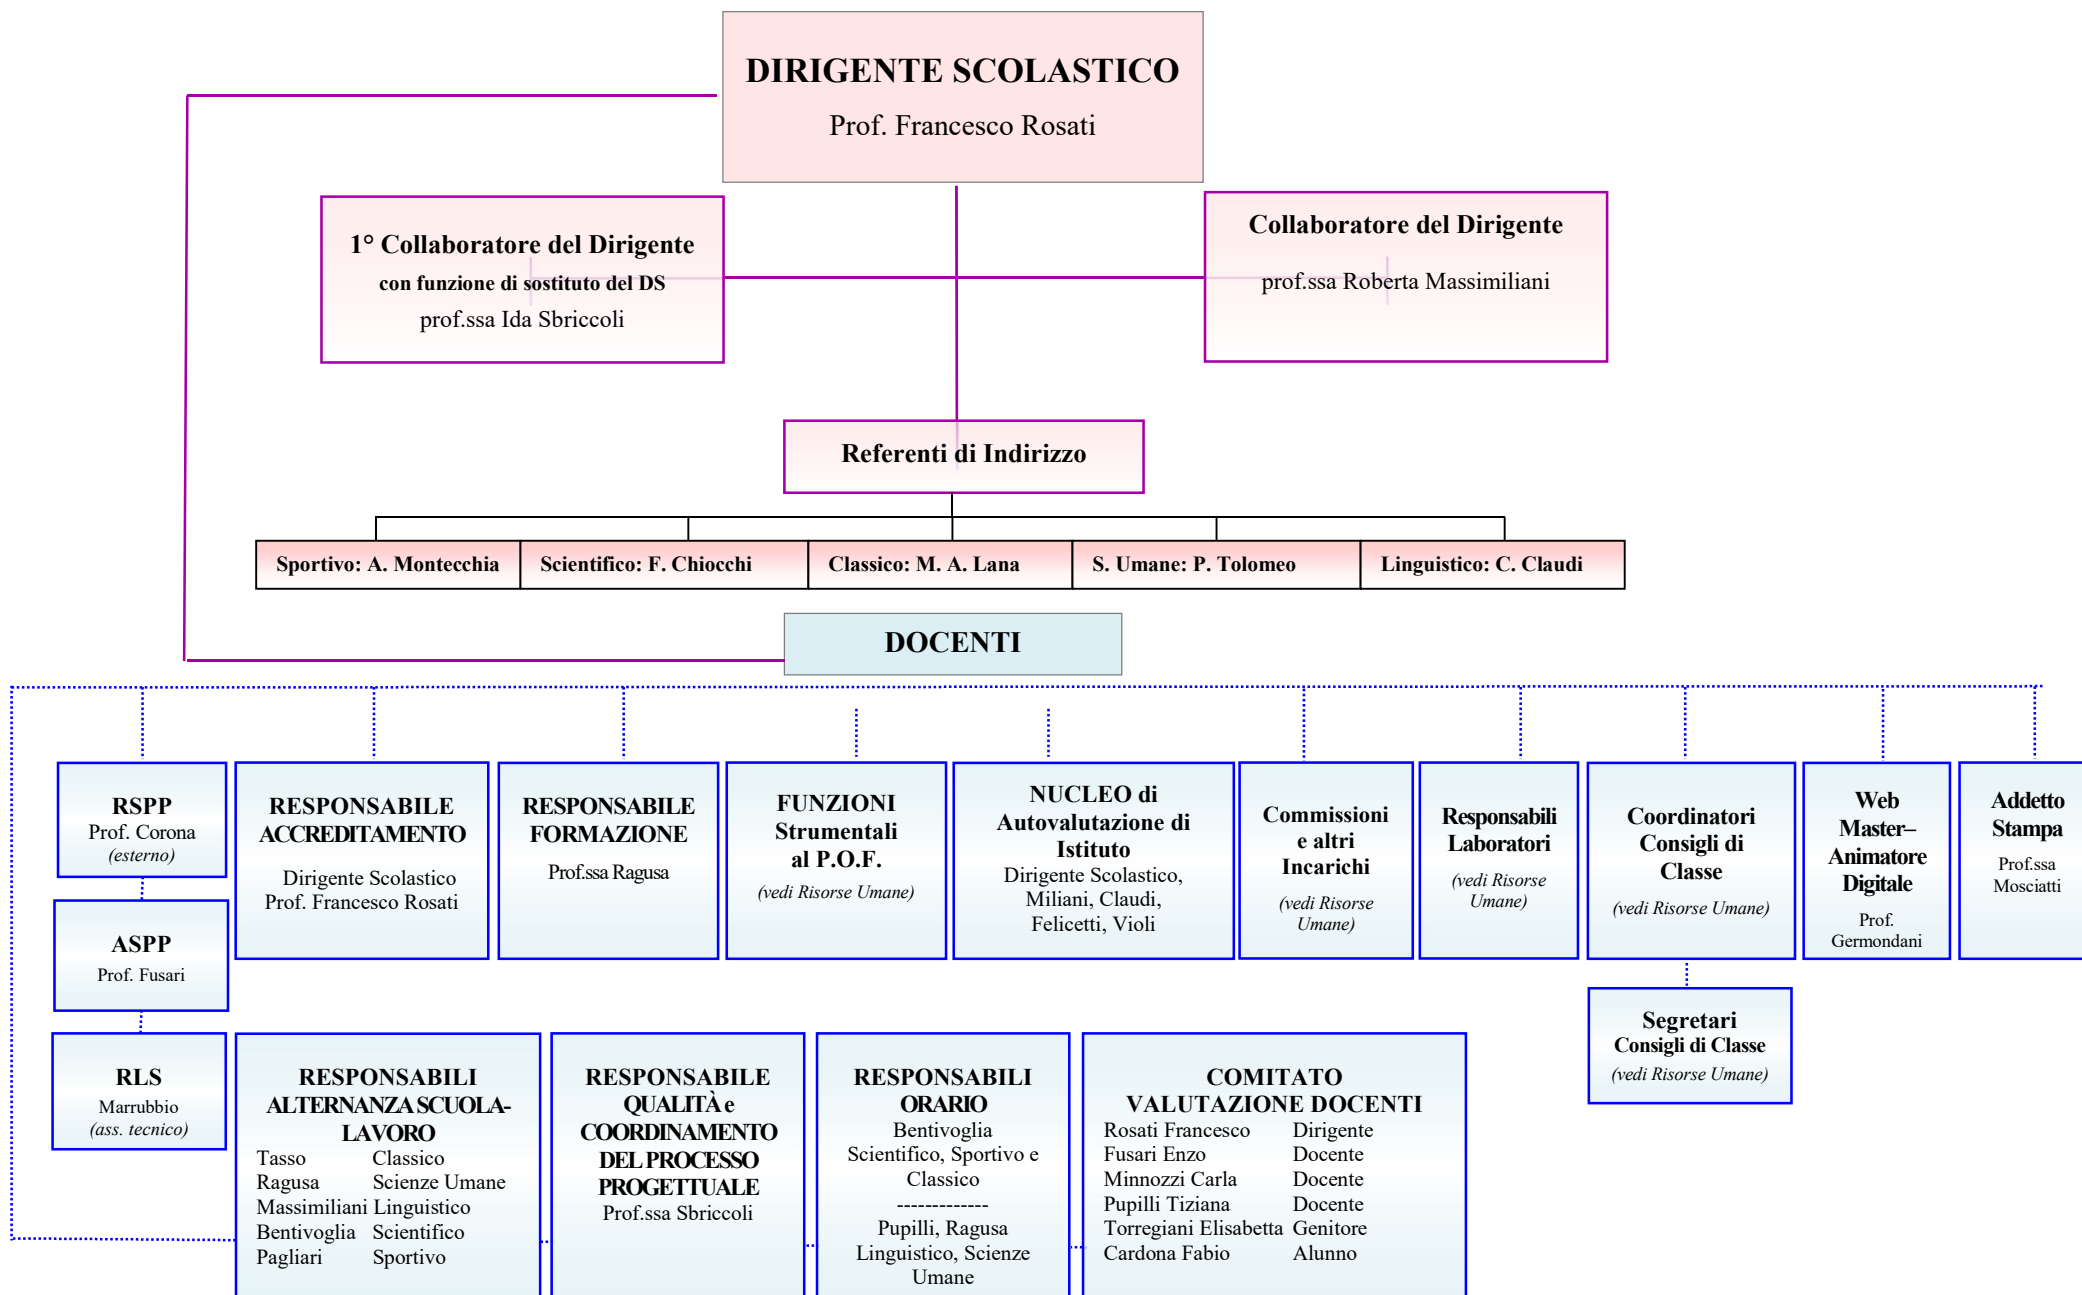 DIRIGENTE SCOLASTICO
Prof. Francesco Rosati
1° Collaboratore del Dirigente
con funzione di sostituto del DS
prof.ssa Ida Sbriccoli
Collaboratore del Dirigente
prof.ssa Roberta Massimiliani
Referenti di Indirizzo
Sportivo: A. Montecchia
Scientifico: F. Chiocchi
Classico: M. A. Lana
S. Umane: P. Tolomeo
Linguistico: C. Claudi
DOCENTI
RSPP
Prof. Corona
(esterno)
ASPP
Prof. Fusari
RLS
Marrubbio
(ass. tecnico)
RESPONSABILE
ACCREDITAMENTO
Dirigente Scolastico
Prof. Francesco Rosati
RESPONSABILE
FORMAZIONE
Prof.ssa Ragusa
FUNZIONI
Strumentali
al P.O.F.
(vedi Risorse Umane)
NUCLEO di
Autovalutazione di
Istituto
Dirigente Scolastico,
Miliani, Claudi,
Felicetti, Violi
Commissioni
e altri
Incarichi
(vedi Risorse
Umane)
Responsabili
Laboratori
(vedi Risorse
Umane)
Coordinatori
Consigli di
Classe
(vedi Risorse Umane)
Segretari
Consigli di Classe
(vedi Risorse Umane)
Web
Master–
Animatore
Digitale
Prof.
Germondani
Addetto
Stampa
Prof.ssa
Mosciatti
RESPONSABILI
ALTERNANZA SCUOLA-
LAVORO
Tasso Classico
Ragusa Scienze Umane
Massimiliani Linguistico
Bentivoglia Scientifico
Pagliari Sportivo
RESPONSABILE
QUALITÀ e
COORDINAMENTO
DEL PROCESSO
PROGETTUALE
Prof.ssa Sbriccoli
RESPONSABILI
ORARIO
Bentivoglia
Scientifico, Sportivo e
Classico
-------------
Pupilli, Ragusa
Linguistico, Scienze
Umane
COMITATO
VALUTAZIONE DOCENTI
Rosati Francesco Dirigente
Fusari Enzo Docente
Minnozzi Carla Docente
Pupilli Tiziana Docente
Torregiani Elisabetta Genitore
Cardona Fabio Alunno